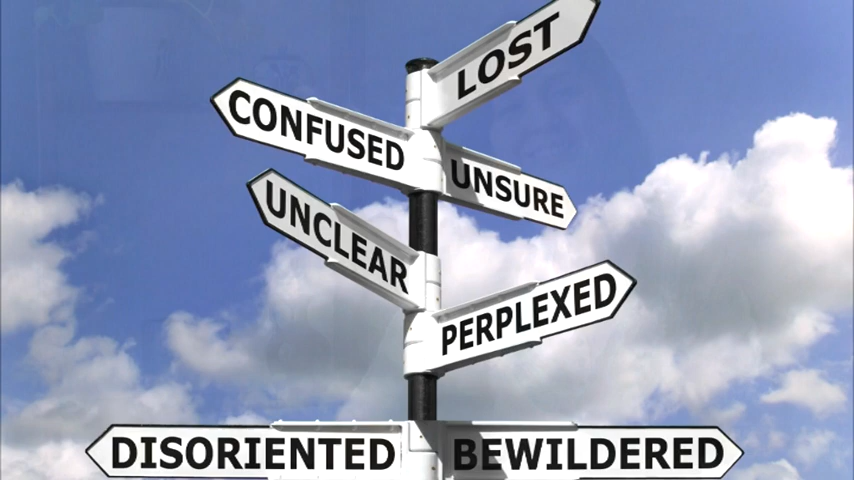 LOST
CONFUSED
UNSURE
UNCLEAR
PERPLEXED
DISORIENTED
BEWILDERED